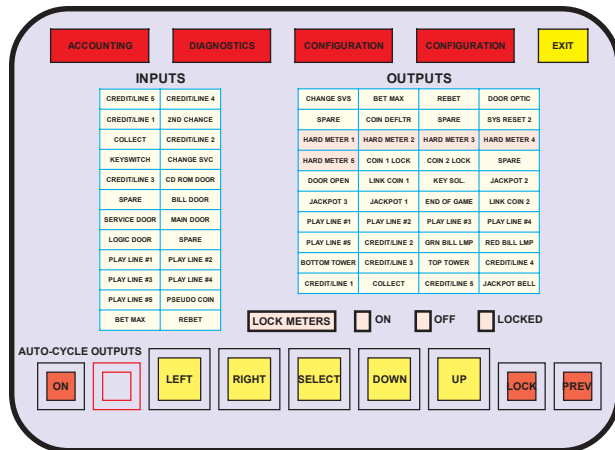 ACCOUNTING DIAGNOSTICS CONFIGURATION CONFIGURATION EXIT
INPUTS OUTPUTS
CREDIT/LINE 5 CREDIT/LINE 4
CREDIT/LINE 1 2ND CHANCE
COLLECT CREDIT/LINE 2
KEYSWITCH CHANGE SVC
CREDIT/LINE 3 CD ROM DOOR
SPARE BILL DOOR
SERVICE DOOR MAIN DOOR
LOGIC DOOR SPARE
PLAY LINE #1 PLAY LINE #2
PLAY LINE #3 PLAY LINE #4
PLAY LINE #5 PSEUDO COIN
BET MAX REBET
CHANGE SVS BET MAX REBET DOOR OPTIC
SPARE COIN DEFLTR SPARE SYS RESET 2
HARD METER 1 HARD METER 2 HARD METER 3 HARD METER 4
HARD METER 5 COIN 1 LOCK COIN 2 LOCK SPARE
DOOR OPEN LINK COIN 1 KEY SOL. JACKPOT 2
JACKPOT 3 JACKPOT 1 END OF GAME LINK COIN 2
PLAY LINE #1 PLAY LINE #2 PLAY LINE #3 PLAY LINE #4
PLAY LINE #5 CREDIT/LINE 2 GRN BILL LMP RED BILL LMP
BOTTOM TOWER CREDIT/LINE 3 TOP TOWER CREDIT/LINE 4
CREDIT/LINE 1 COLLECT CREDIT/LINE 5 JACKPOT BELL
LOCK METERS ON OFF LOCKED
AUTO-CYCLE OUTPUTS
ON LEFT RIGHT SELECT DOWN UP LOCK PREV